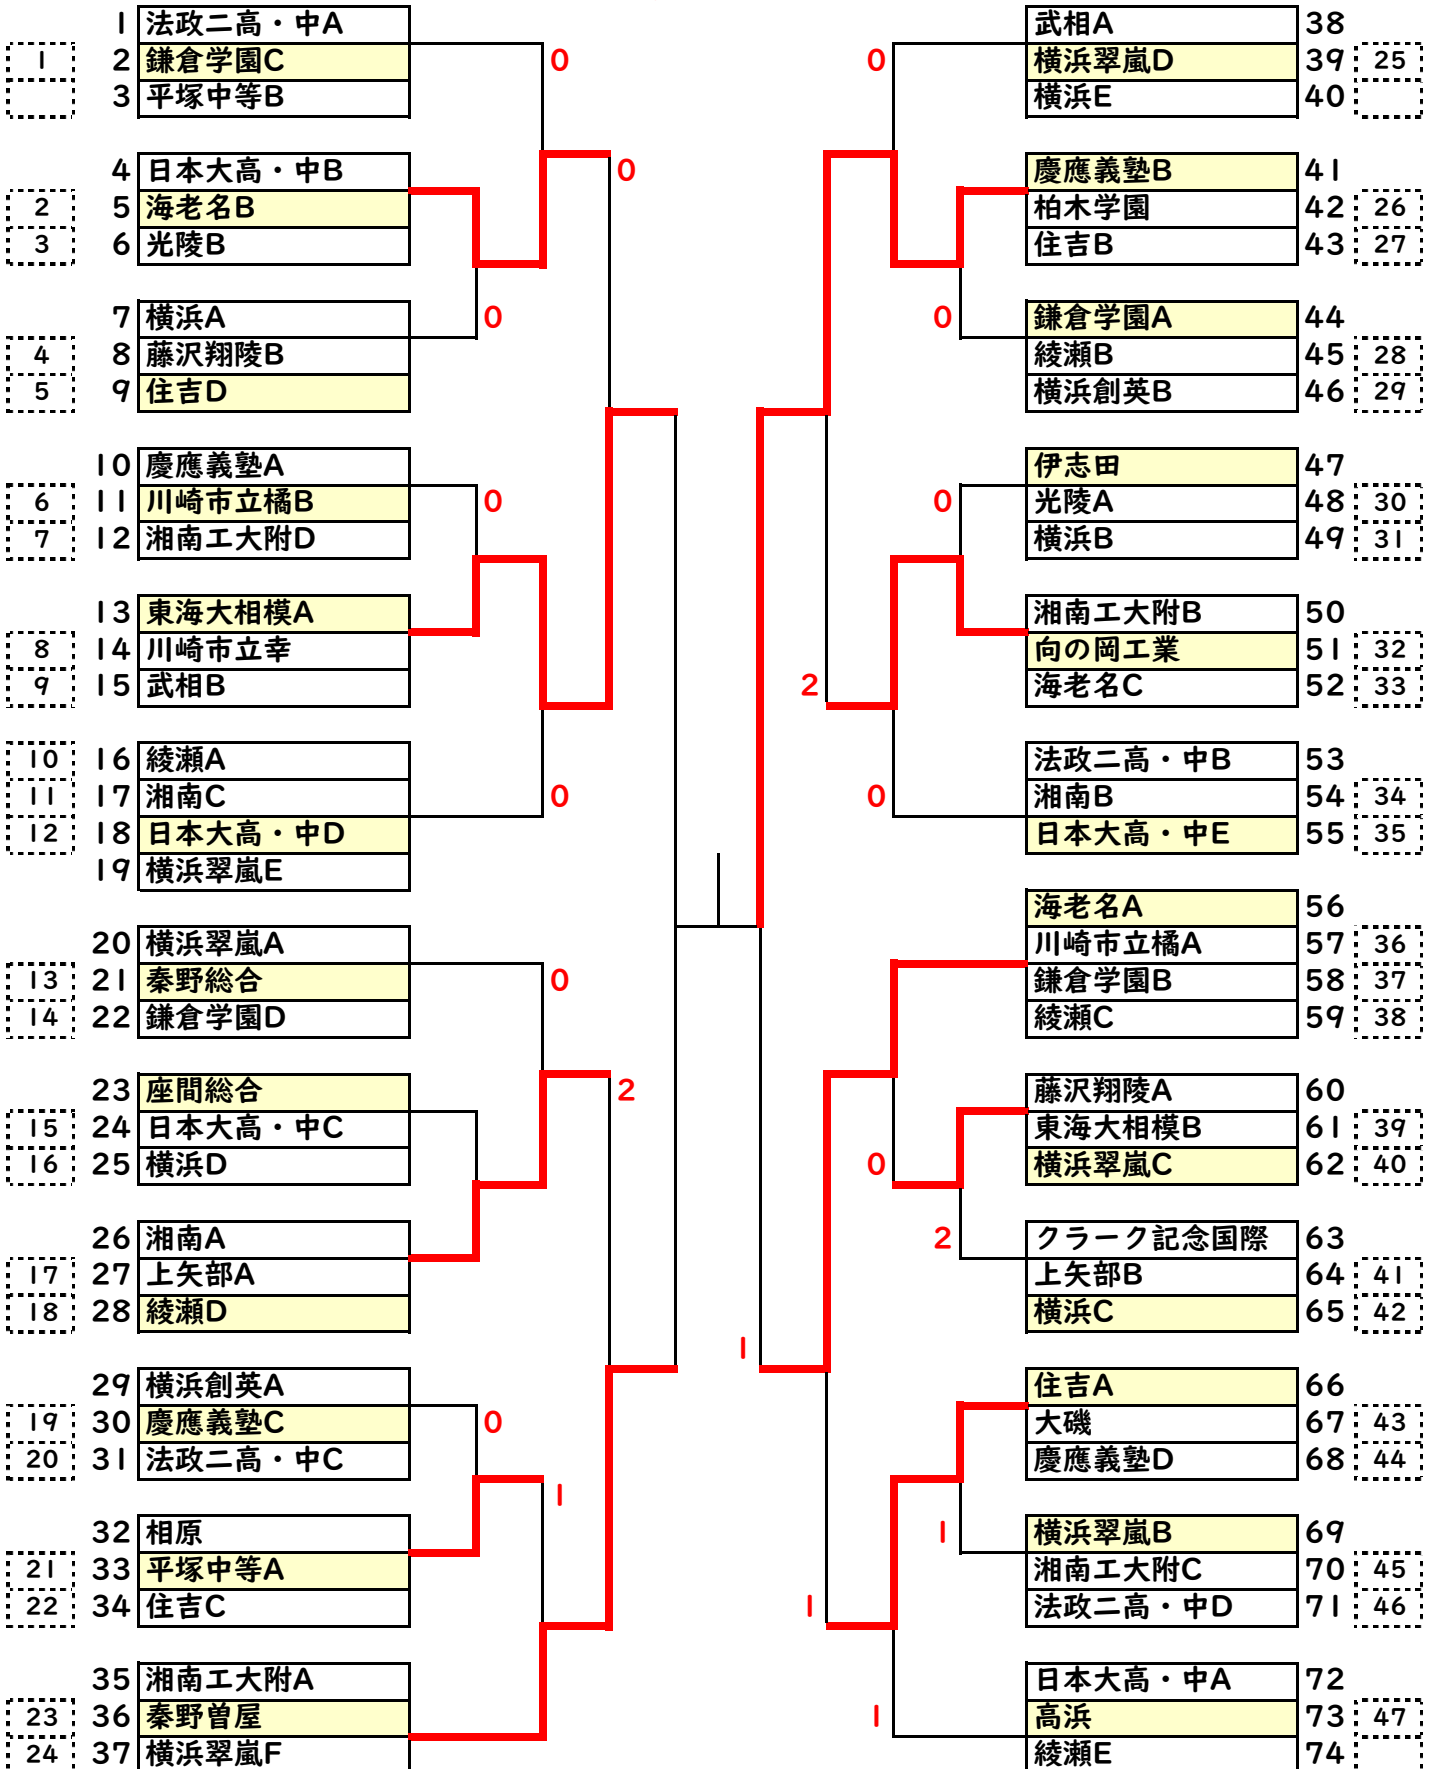 1 法政二高・中A
1 2 鎌倉学園C
3 平塚中等B
0
4 日本大高・中B
2 5 海老名B
3 6 光陵B
0
7 横浜A
4 8 藤沢翔陵B
5 9 住吉D
0
10 慶應義塾A
6 11 川崎市立橘B
7 12 湘南工大附D
0
13 東海大相模A
8 14 川崎市立幸
9 15 武相B
10 16 綾瀬A
11 17 湘南C
12 18 日本大高・中D
19 横浜翠嵐E
0
20 横浜翠嵐A
13 21 秦野総合
14 22 鎌倉学園D
0
23 座間総合
15 24 日本大高・中C
16 25 横浜D
2
26 湘南A
17 27 上矢部A
18 28 綾瀬D
29 横浜創英A
19 30 慶應義塾C
20 31 法政二高・中C
0
1
32 相原
21 33 平塚中等A
22 34 住吉C
35 湘南工大附A
23 36 秦野曽屋
24 37 横浜翠嵐F
武相A 38
横浜翠嵐D 39 25
横浜E 40
0
慶應義塾B 41
柏木学園 42 26
住吉B 43 27
0
鎌倉学園A 44
綾瀬B 45 28
横浜創英B 46 29
伊志田 47
光陵A 48 30
横浜B 49 31
0
湘南工大附B 50
向の岡工業 51 32
海老名C 52 33
2
法政二高・中B 53
湘南B 54 34
日本大高・中E 55 35
0
海老名A 56
川崎市立橘A 57 36
鎌倉学園B 58 37
綾瀬C 59 38
藤沢翔陵A 60
東海大相模B 61 39
横浜翠嵐C 62 40
0
クラーク記念国際 63
上矢部B 64 41
横浜C 65 42
2
1
住吉A 66
大磯 67 43
慶應義塾D 68 44
横浜翠嵐B 69
湘南工大附C 70 45
法政二高・中D 71 46
1
1
日本大高・中A 72
高浜 73 47
綾瀬E 74
1